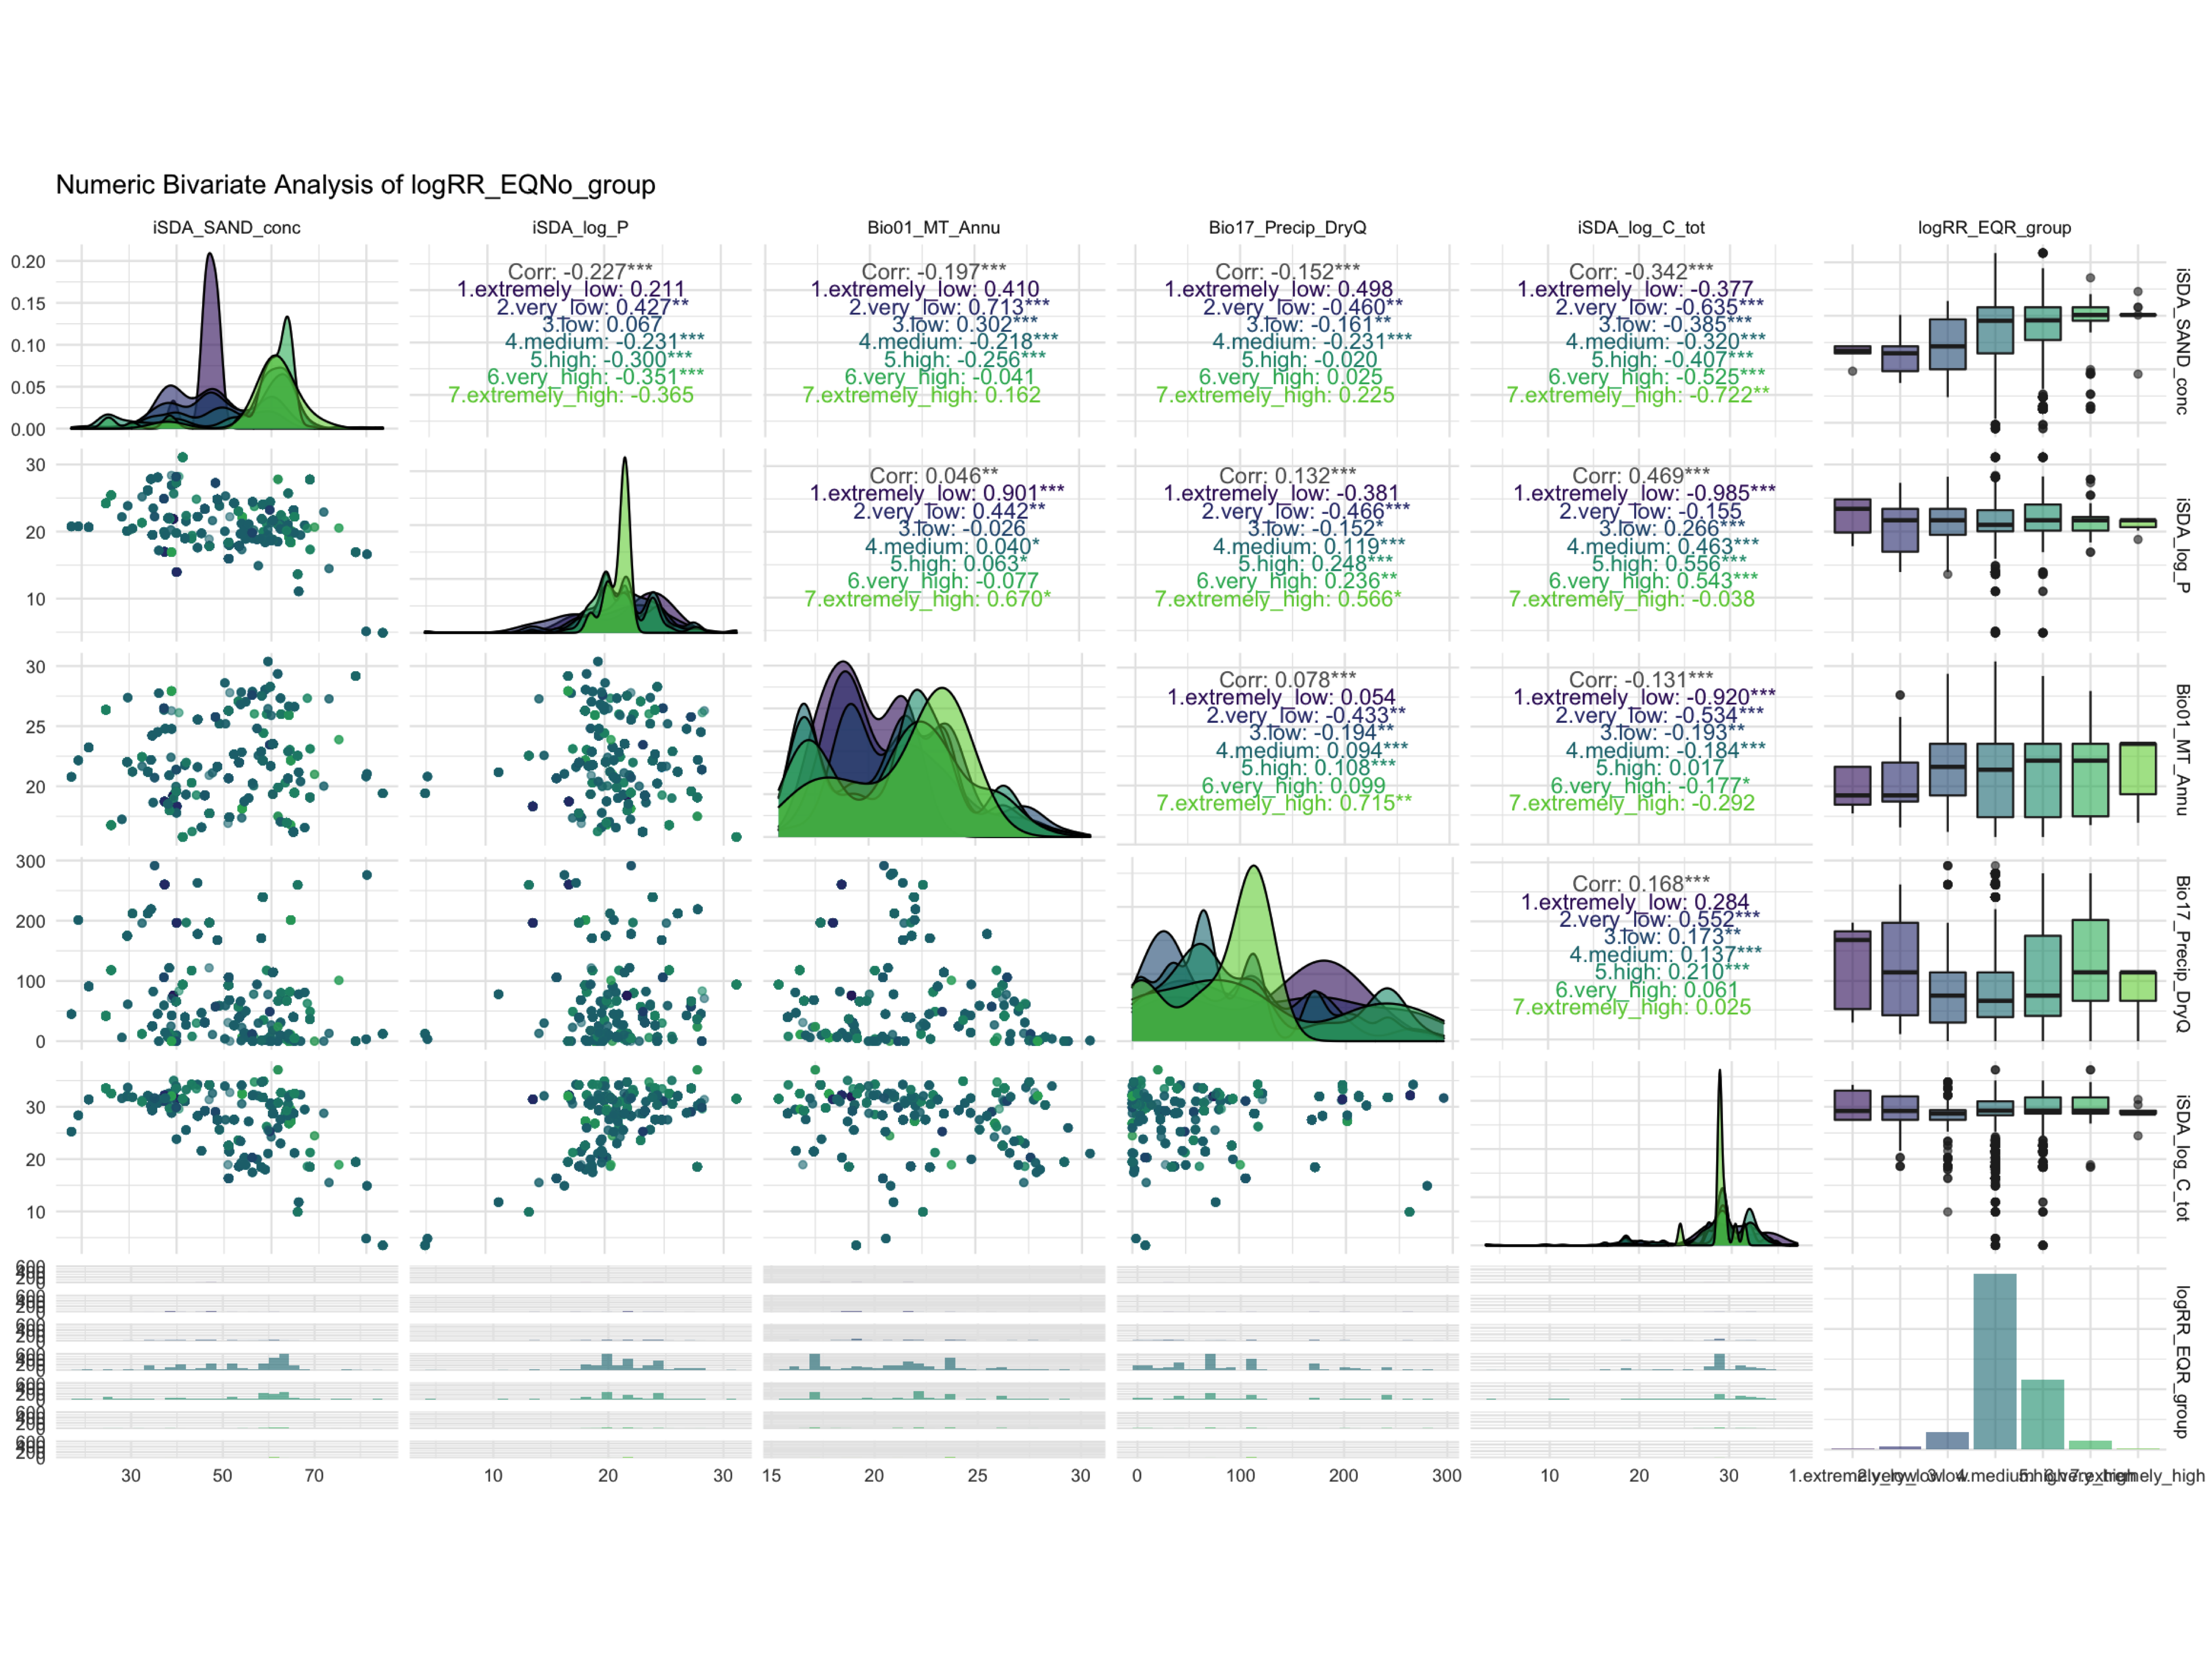 Numeric Bivariate Analysis of logRR_EQNo_group
iSDA_SAND_conc
iSDA_log_P
Bio01_MT_Annu
Bio17_Precip_DryQ
iSDA_log_C_tot
logRR_EQR_group
0.20
0.15
0.10
0.05
0.00
Corr: -0.227***
1.extremely_low: 0.211
2.very_low: 0.427**
3.low: 0.067
4.medium: -0.231***
5.high: -0.300***
6.very_high: -0.351***
7.extremely_high: -0.365
Corr: -0.197***
1.extremely_low: 0.410
2.very_low: 0.713***
3.low: 0.302***
4.medium: -0.218***
5.high: -0.256***
6.very_high: -0.041
7.extremely_high: 0.162
Corr: -0.152***
1.extremely_low: 0.498
2.very_low: -0.460**
3.low: -0.161**
4.medium: -0.231***
5.high: -0.020
6.very_high: 0.025
7.extremely_high: 0.225
Corr: -0.342***
1.extremely_low: -0.377
2.very_low: -0.635***
3.low: -0.385***
4.medium: -0.320***
5.high: -0.407***
6.very_high: -0.525***
7.extremely_high: -0.722**
iSDA_SAND_conc
30
20
10
Corr: 0.046**
1.extremely_low: 0.901***
2.very_low: 0.442**
3.low: -0.026
4.medium: 0.040*
5.high: 0.063*
6.very_high: -0.077
7.extremely_high: 0.670*
Corr: 0.132***
1.extremely_low: -0.381
2.very_low: -0.466***
3.low: -0.152*
4.medium: 0.119***
5.high: 0.248***
6.very_high: 0.236**
7.extremely_high: 0.566*
Corr: 0.469***
1.extremely_low: -0.985***
2.very_low: -0.155
3.low: 0.266***
4.medium: 0.463***
5.high: 0.556***
6.very_high: 0.543***
7.extremely_high: -0.038
iSDA_log_P
30
25
20
Corr: 0.078***
1.extremely_low: 0.054
2.very_low: -0.433**
3.low: -0.194**
4.medium: 0.094***
5.high: 0.108***
6.very_high: 0.099
7.extremely_high: 0.715**
Corr: -0.131***
1.extremely_low: -0.920***
2.very_low: -0.534***
3.low: -0.193**
4.medium: -0.184***
5.high: 0.017
6.very_high: -0.177*
7.extremely_high: -0.292
Bio01_MT_Annu
300
200
100
0
Corr: 0.168***
1.extremely_low: 0.284
2.very_low: 0.552***
3.low: 0.173**
4.medium: 0.137***
5.high: 0.210***
6.very_high: 0.061
7.extremely_high: 0.025
Bio17_Precip_DryQ
30
20
10
iSDA_log_C_tot
logRR_EQR_group
30 50 70
10 20 30
15 20 25 30
0 100 200 300
10 20 30